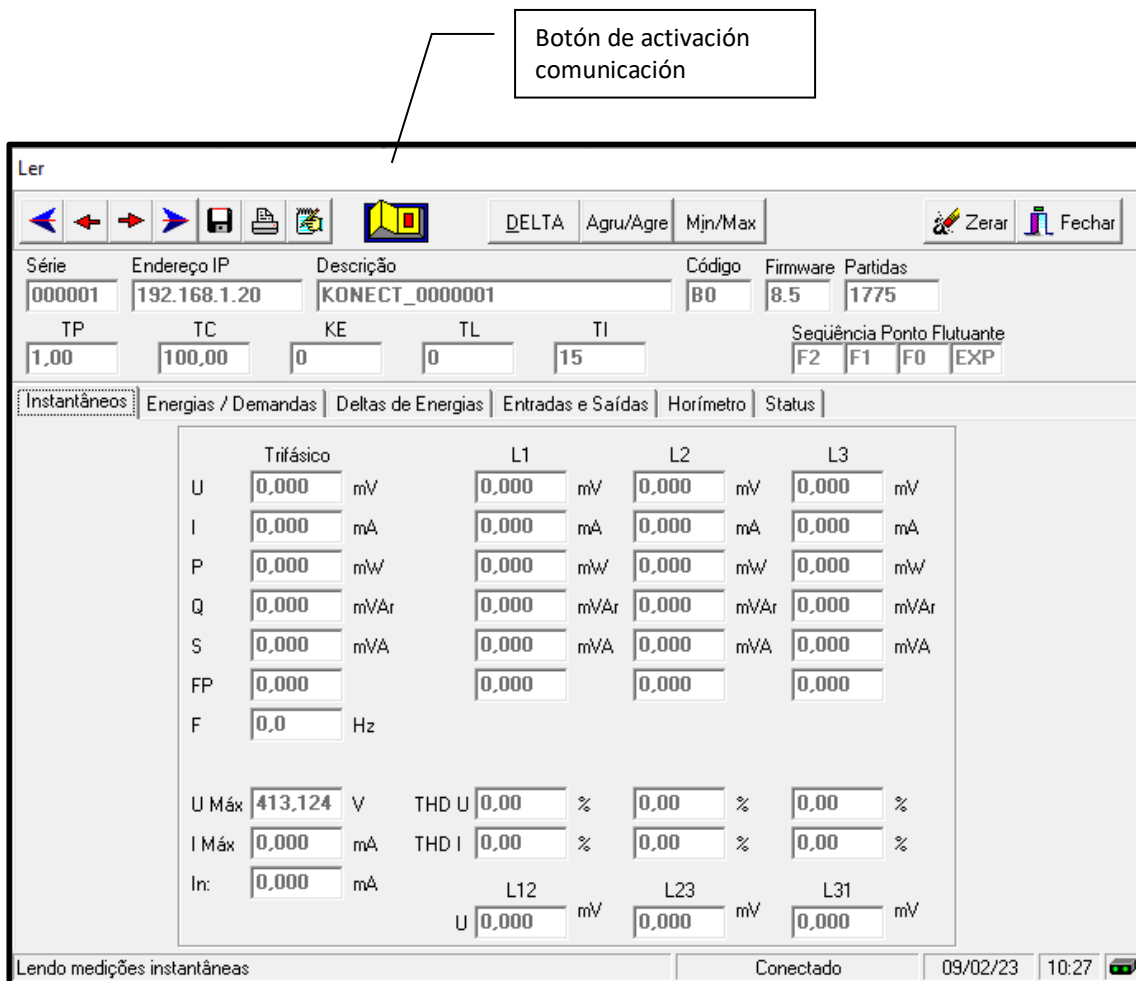 Botón de activación
comunicación
Ler
DELTA Agru/Agre Min/Max Zerar Fechar
Série Endereço IP Descrição Código Firmware Partidas
000001 192.168.1.20 KONECT_0000001 B0 8.5 1775
TP TC KE TL TI Seqüência Ponto Flutuante
1,00 100,00 0 0 15 F2 F1 F0 EXP
Instantâneos Energias / Demandas Deltas de Energias Entradas e Saídas Horímetro Status
Trifásico L1 L2 L3
U 0,000 mV 0,000 mV 0,000 mV 0,000 mV
I 0,000 mA 0,000 mA 0,000 mA 0,000 mA
P 0,000 mW 0,000 mW 0,000 mW 0,000 mW
Q 0,000 mVAr 0,000 mVAr 0,000 mVAr 0,000 mVAr
S 0,000 mVA 0,000 mVA 0,000 mVA 0,000 mVA
FP 0,000 0,000 0,000 0,000
F 0,0 Hz
U Máx 413,124 V THD U 0,00 % 0,00 % 0,00 %
I Máx 0,000 mA THD I 0,00 % 0,00 % 0,00 %
In: 0,000 mA L12 L23 L31
U 0,000 mV 0,000 mV 0,000 mV
Lendo medições instantâneas Conectado 09/02/23 10:27